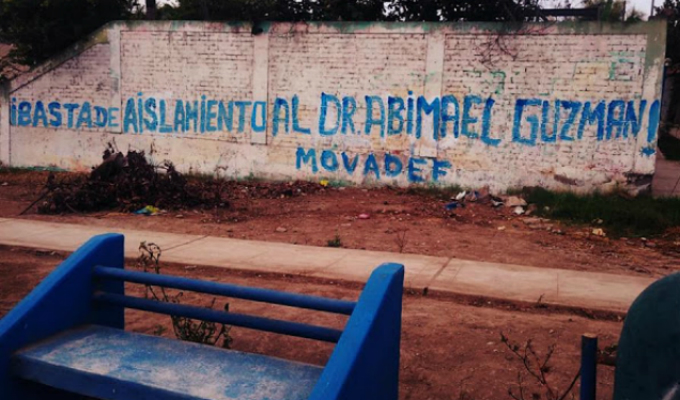 ¡BASTA DE AISLAMIENTO AL DR. ABIMAEL GUZMAN!
MOVADEF